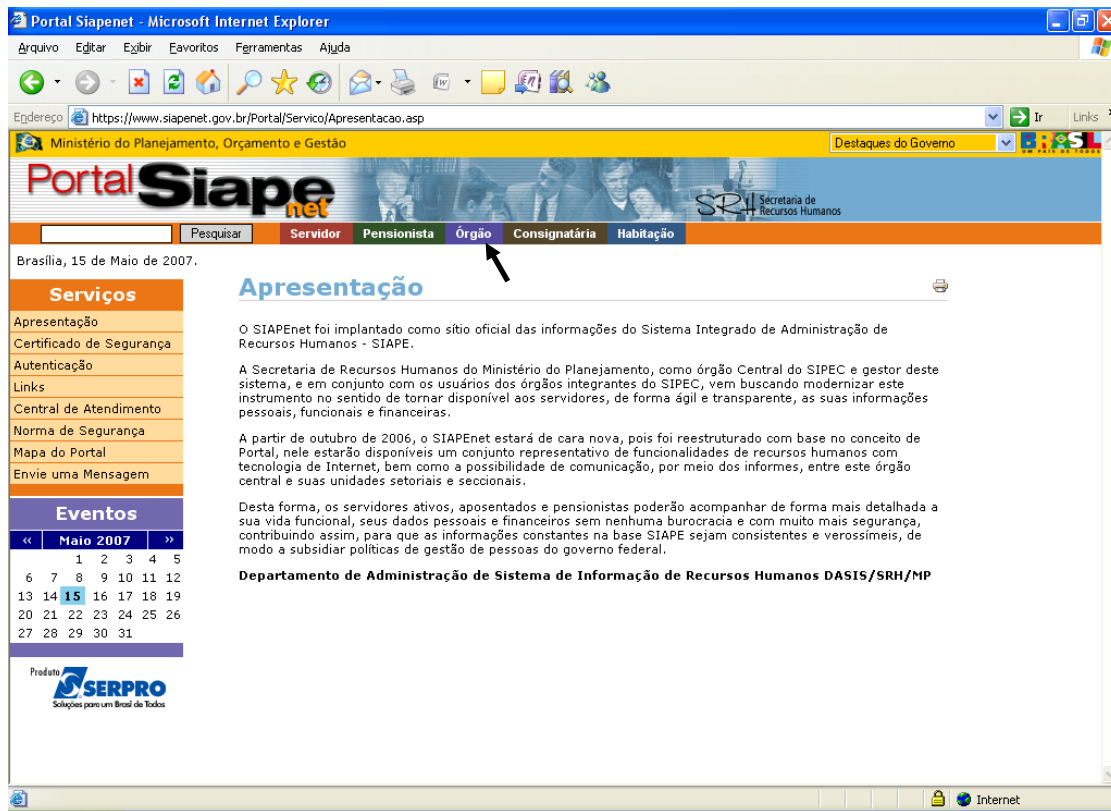 Portal Siapenet - Microsoft Internet Explorer
Arquivo Editar Exibir Favoritos Ferramentas Ajuda
Endereço https://www.siapenet.gov.br/Portal/Servico/Apresentacao.asp Ir Links
Ministério do Planejamento, Orçamento e Gestão Destaques do Governo BRASIL
UM PAÍS DE TODOS
Portal Siape net
SRH Secretaria de
Recursos Humanos
Pesquisar Servidor Pensionista Órgão Consignatária Habitação
Brasília, 15 de Maio de 2007.
Serviços
Apresentação
Certificado de Segurança
Autenticação
Links
Central de Atendimento
Norma de Segurança
Mapa do Portal
Envie uma Mensagem
Eventos
« Maio 2007 »
1 2 3 4 5
6 7 8 9 10 11 12
13 14 15 16 17 18 19
20 21 22 23 24 25 26
27 28 29 30 31
Produto
SERPRO
Soluções para um Brasil de Todos
Apresentação
O SIAPEnet foi implantado como sítio oficial das informações do Sistema Integrado de Administração de
Recursos Humanos - SIAPE.
A Secretaria de Recursos Humanos do Ministério do Planejamento, como órgão Central do SIPEC e gestor deste
sistema, e em conjunto com os usuários dos órgãos integrantes do SIPEC, vem buscando modernizar este
instrumento no sentido de tornar disponível aos servidores, de forma ágil e transparente, as suas informações
pessoais, funcionais e financeiras.
A partir de outubro de 2006, o SIAPEnet estará de cara nova, pois foi reestruturado com base no conceito de
Portal, nele estarão disponíveis um conjunto representativo de funcionalidades de recursos humanos com
tecnologia de Internet, bem como a possibilidade de comunicação, por meio dos informes, entre este órgão
central e suas unidades setoriais e seccionais.
Desta forma, os servidores ativos, aposentados e pensionistas poderão acompanhar de forma mais detalhada a
sua vida funcional, seus dados pessoais e financeiros sem nenhuma burocracia e com muito mais segurança,
contribuindo assim, para que as informações constantes na base SIAPE sejam consistentes e verossímeis, de
modo a subsidiar políticas de gestão de pessoas do governo federal.
Departamento de Administração de Sistema de Informação de Recursos Humanos DASIS/SRH/MP
Internet